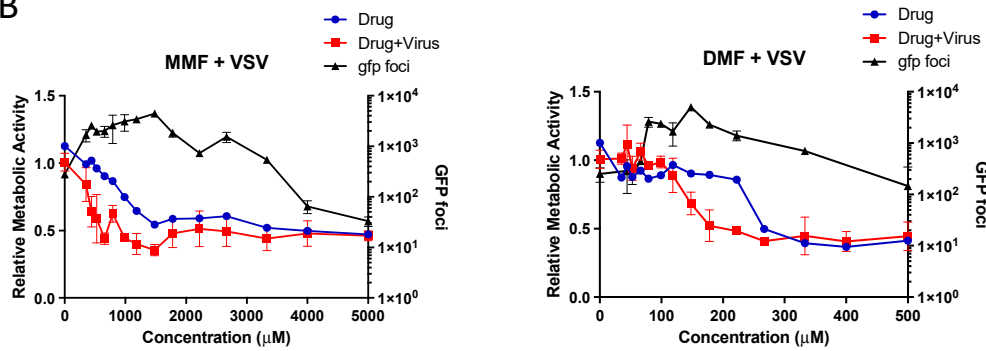 B
Drug
Drug+Virus
gfp foci
MMF + VSV
1.5
1.0
0.5
0.0
Relative Metabolic Activity
1×10⁴
1×10³
1×10²
1×10¹
1×10⁰
GFP foci
0 1000 2000 3000 4000 5000
Concentration (μM)
Drug
Drug+Virus
gfp foci
DMF + VSV
1.5
1.0
0.5
0.0
Relative Metabolic Activity
1×10⁴
1×10³
1×10²
1×10¹
1×10⁰
GFP foci
0 100 200 300 400 500
Concentration (μM)